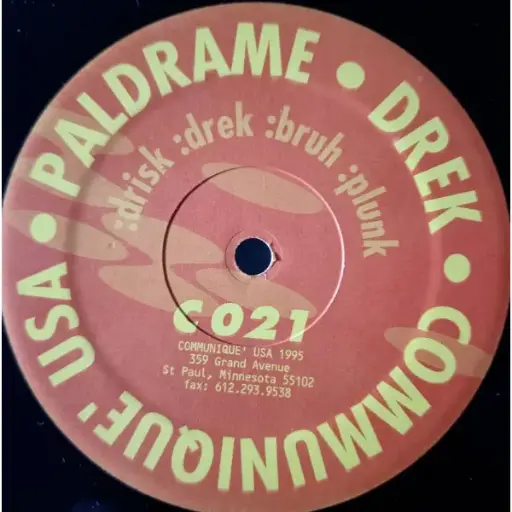 PALDRAME • DREK • COMMUNIQUE' USA •
:drisk :drek :bruh :plunk
C 021
COMMUNIQUE' USA 1995
359 Grand Avenue
St Paul, Minnesota 55102
fax: 612.293.9538